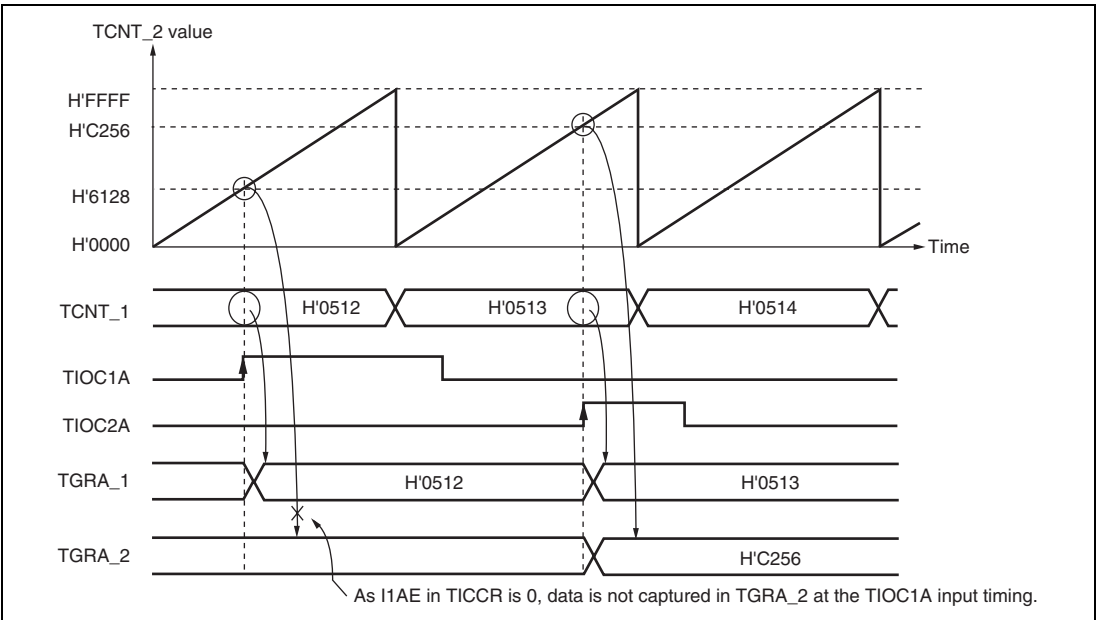 TCNT_2 value
H'FFFF
H'C256
H'6128
H'0000
Time
TCNT_1
H'0512
H'0513
H'0514
TIOC1A
TIOC2A
TGRA_1
H'0512
H'0513
TGRA_2
H'C256
As I1AE in TICCR is 0, data is not captured in TGRA_2 at the TIOC1A input timing.